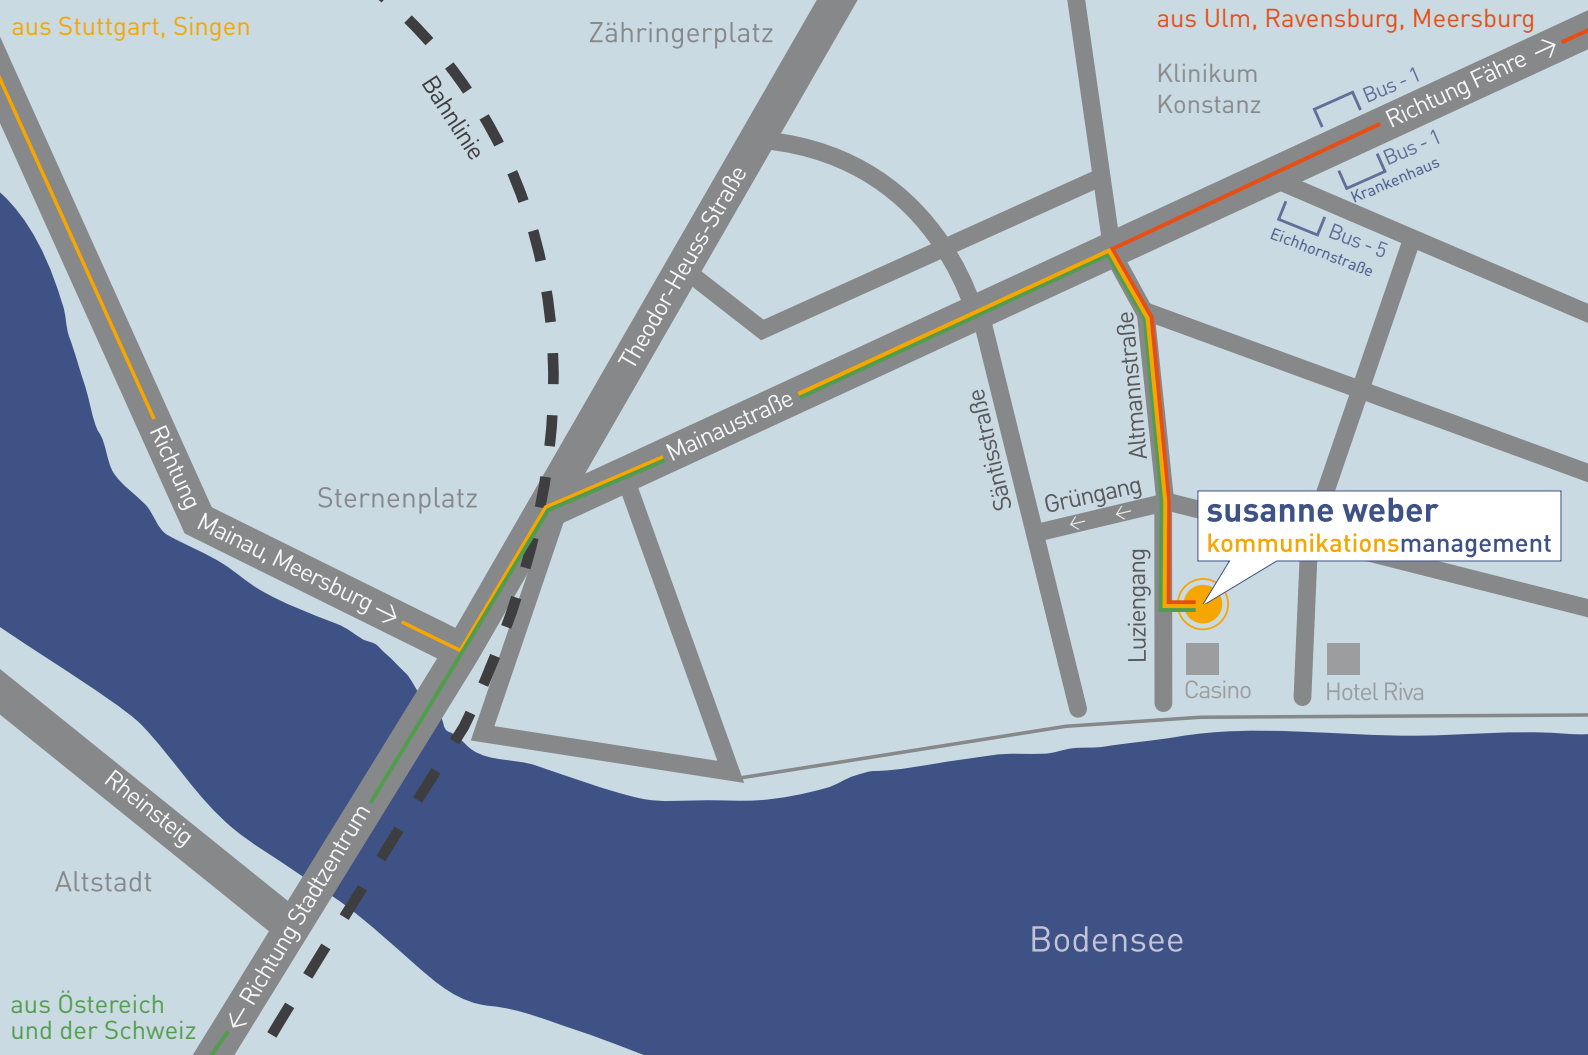 aus Stuttgart, Singen
Zähringerplatz
aus Ulm, Ravensburg, Meersburg
Klinikum
Konstanz
Richtung Fähre
Bus - 1
Bus - 1
Krankenhaus
Bus - 5
Eichhornstraße
Bahnlinie
Theodor-Heuss-Straße
Mainaustraße
Altmannstraße
Säntisstraße
Grüngang
Richtung
Mainau, Meersburg
Sternenplatz
susanne weber
kommunikationsmanagement
Luziengang
Casino
Hotel Riva
Rheinsteig
Altstadt
Richtung Stadtzentrum
Bodensee
aus Östereich
und der Schweiz